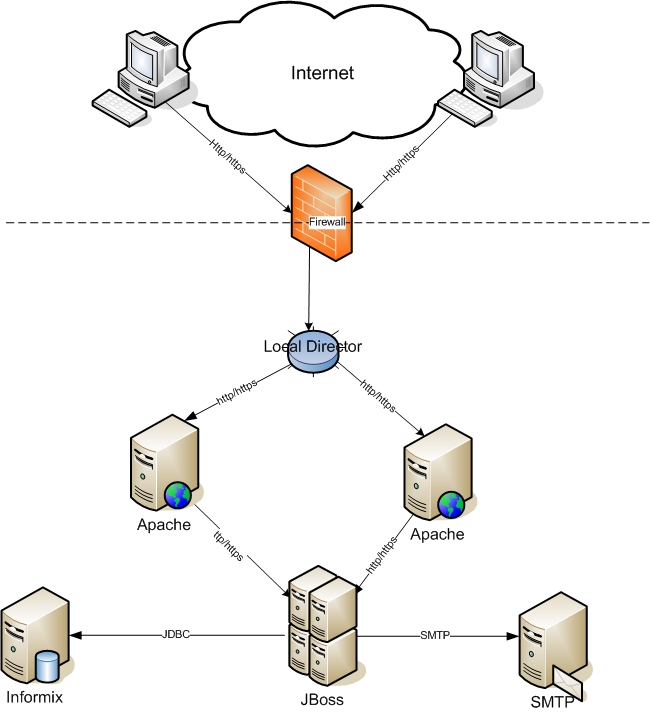 Internet
Http/https
Http/https
Firewall
Local Director
http/https
http/https
Apache
Apache
ttp/https
http/https
JDBC
SMTP
Informix
JBoss
SMTP